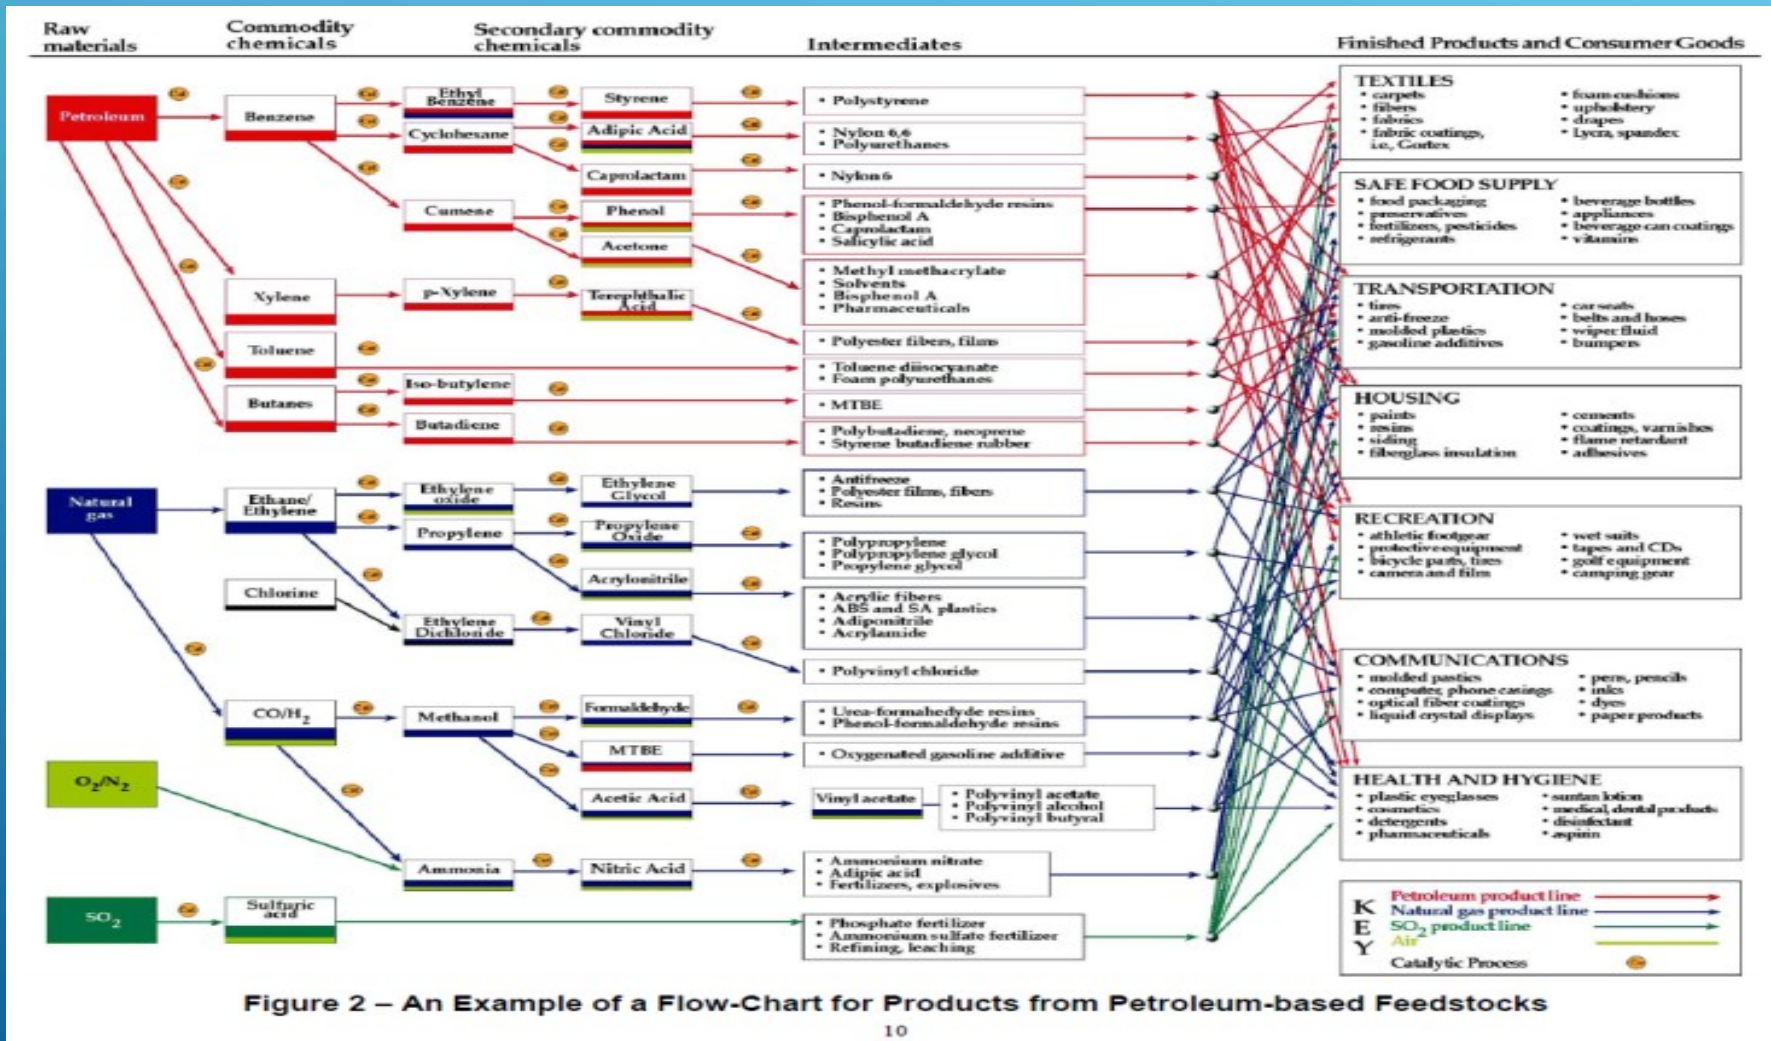 Raw
materials
Commodity
chemicals
Secondary commodity
chemicals
Intermediates
Finished Products and Consumer Goods
Petroleum
Benzene
Ethyl
Benzene
Styrene
• Polystyrene
Cyclohexane
Adipic Acid
• Nylon 6,6
• Polyurethanes
Caprolactam
• Nylon 6
Cumene
Phenol
• Phenol-formaldehyde resins
• Bisphenol A
• Caprolactam
• Salicylic acid
Acetone
• Methyl methacrylate
• Solvents
• Bisphenol A
• Pharmaceuticals
Xylene
p-Xylene
Terephthalic
Acid
• Polyester fibers, films
Toluene
• Toluene diisocyanate
• Foam polyurethanes
Butanes
Iso-butylene
• MTBE
Butadiene
• Polybutadiene, neoprene
• Styrene butadiene rubber
Natural
gas
Ethane/
Ethylene
Ethylene
oxide
Ethylene
Glycol
• Antifreeze
• Polyester films, fibers
• Resins
Propylene
Propylene
Oxide
• Polypropylene
• Polypropylene glycol
• Propylene glycol
Acrylonitrile
• Acrylic fibers
• ABS and SA plastics
• Adiponitrile
• Acrylamide
Chlorine
Ethylene
Dichloride
Vinyl
Chloride
• Polyvinyl chloride
CO/H2
Methanol
Formaldehyde
• Urea-formahedyde resins
• Phenol-formaldehyde resins
MTBE
• Oxygenated gasoline additive
O2/N2
Acetic Acid
Vinyl acetate
• Polyvinyl acetate
• Polyvinyl alcohol
• Polyvinyl butyral
Ammonia
Nitric Acid
• Ammonium nitrate
• Adipic acid
• Fertilizers, explosives
SO2
Sulfuric
acid
• Phosphate fertilizer
• Ammonium sulfate fertilizer
• Refining, leaching
TEXTILES
• carpets
• fibers
• fabrics
• fabric coatings,
i.e., Gortex
• foam cushions
• upholstery
• drapes
• Lycra, spandex
SAFE FOOD SUPPLY
• food packaging
• preservatives
• fertilizers, pesticides
• refrigerants
• beverage bottles
• appliances
• beverage can coatings
• vitamins
TRANSPORTATION
• tires
• anti-freeze
• molded plastics
• gasoline additives
• car seats
• belts and hoses
• wiper fluid
• bumpers
HOUSING
• paints
• resins
• siding
• fiberglass insulation
• cements
• coatings, varnishes
• flame retardant
• adhesives
RECREATION
• athletic footgear
• protective equipment
• bicycle parts, tires
• camera and film
• wet suits
• tapes and CDs
• golf equipment
• camping gear
COMMUNICATIONS
• molded pastics
• computer, phone casings
• optical fiber coatings
• liquid crystal displays
• pens, pencils
• inks
• dyes
• paper products
HEALTH AND HYGIENE
• plastic eyeglasses
• cosmetics
• detergents
• pharmaceuticals
• suntan lotion
• medical, dental products
• disinfectant
• aspirin
KEY
Petroleum product line
Natural gas product line
SO2 product line
Air
Catalytic Process
Cat
Figure 2 – An Example of a Flow-Chart for Products from Petroleum-based Feedstocks
10